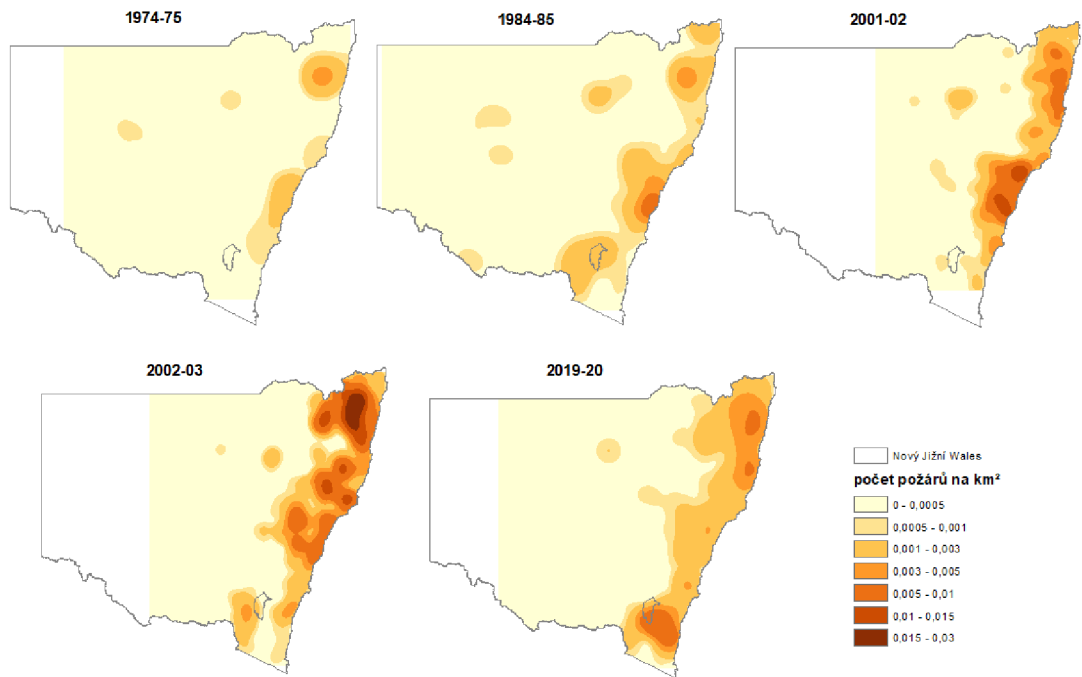 1974-75
1984-85
2001-02
2002-03
2019-20
Nový Jižní Wales
počet požárů na km²
0 - 0,0005
0,0005 - 0,001
0,001 - 0,003
0,003 - 0,005
0,005 - 0,01
0,01 - 0,015
0,015 - 0,03